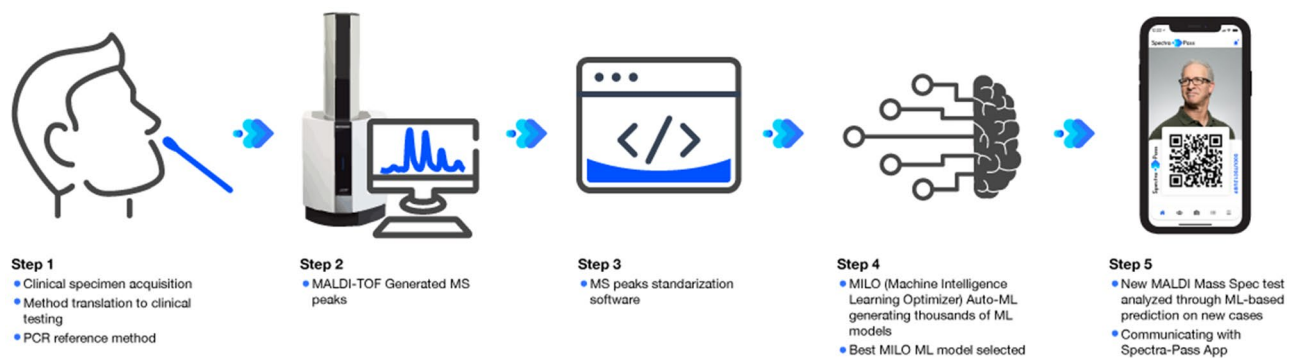 Spectra-Pass
Spectra-Pass
Step 1
Clinical specimen acquisition
Method translation to clinical
testing
PCR reference method
Step 2
MALDI-TOF Generated MS
peaks
Step 3
MS peaks standarization
software
Step 4
MILO (Machine Intelligence
Learning Optimizer) Auto-ML
generating thousands of ML
models
Best MILO ML model selected
Step 5
New MALDI Mass Spec test
analyzed through ML-based
prediction on new cases
Communicating with
Spectra-Pass App